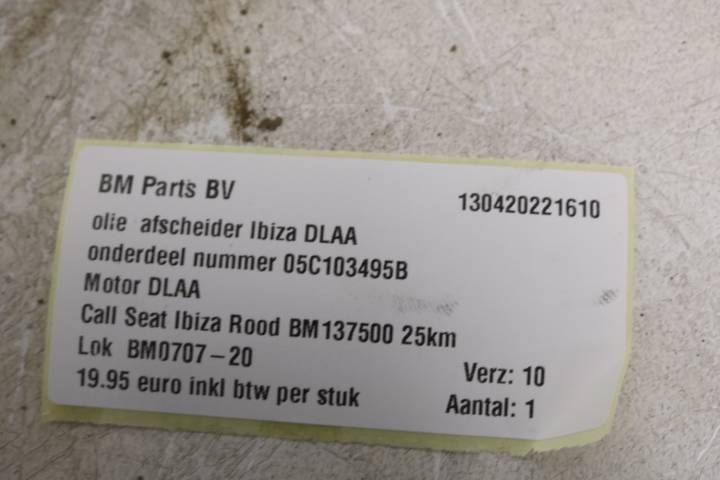 BM Parts BV
130420221610
olie afscheider Ibiza DLAA
onderdeel nummer 05C103495B
Motor DLAA
Call Seat Ibiza Rood BM137500 25km
Lok BM0707-20
Verz: 10
19.95 euro inkl btw per stuk
Aantal: 1